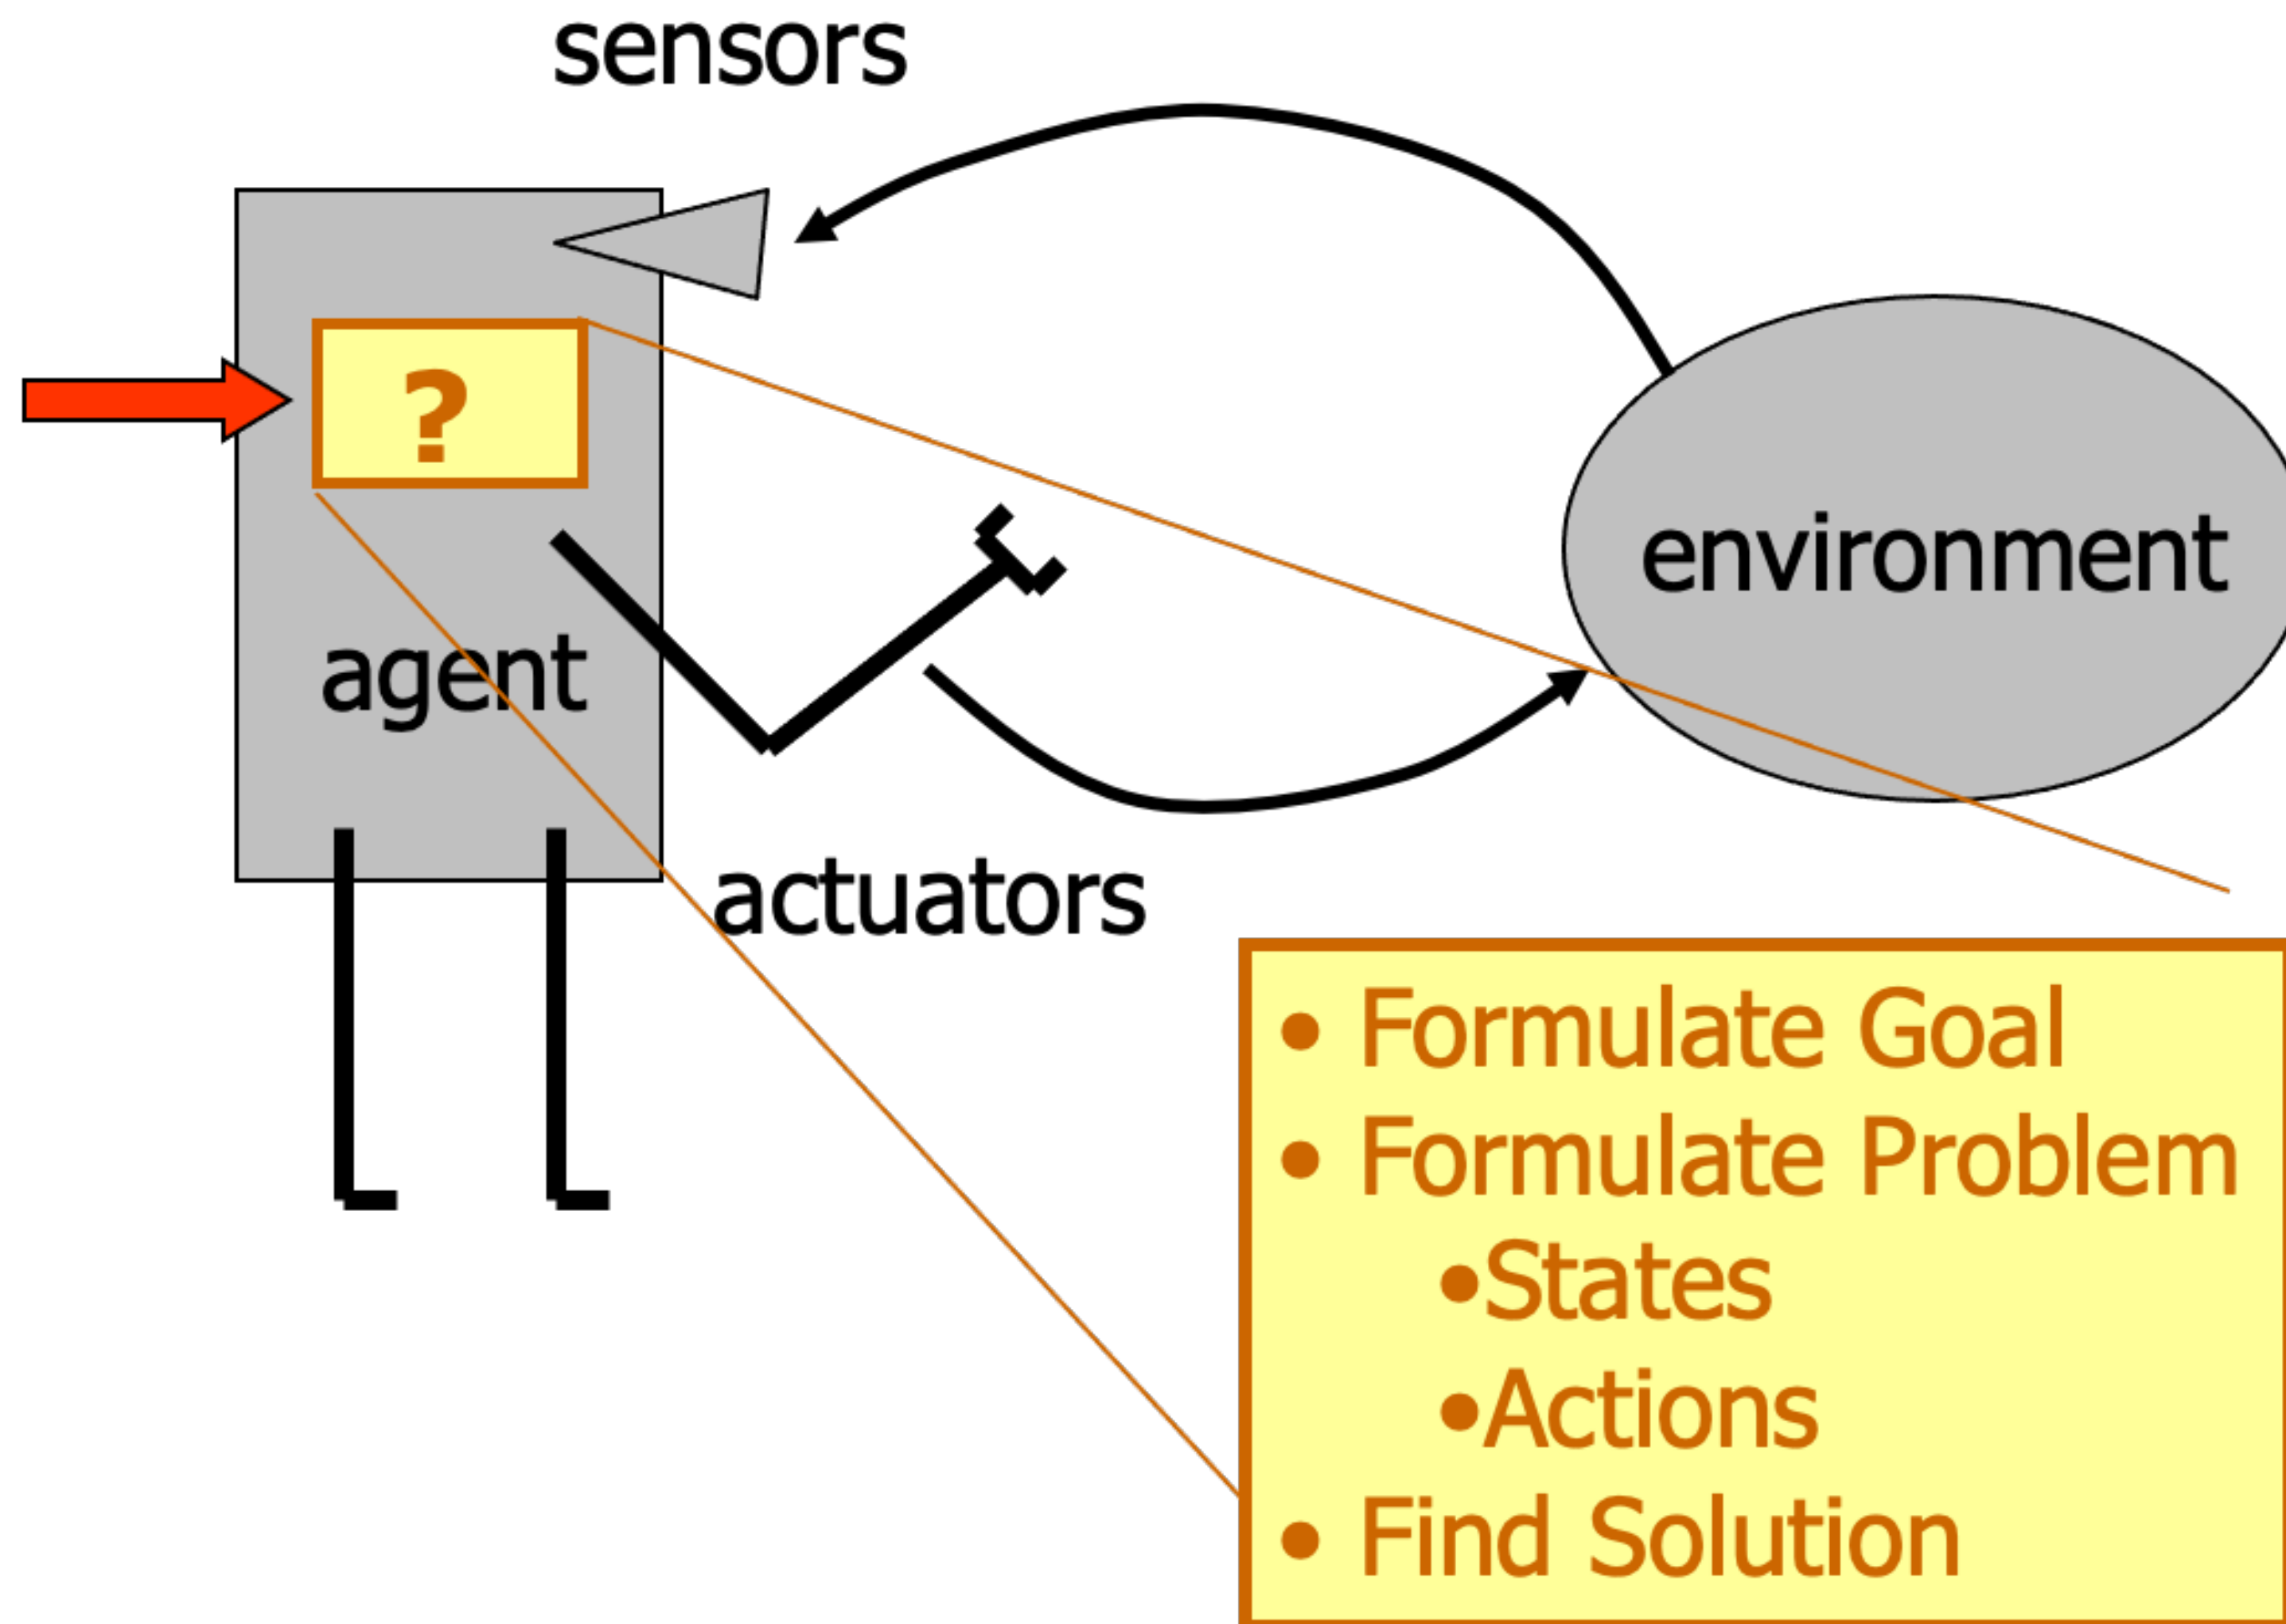 sensors
?
environment
agent
actuators
• Formulate Goal
• Formulate Problem
•States
•Actions
• Find Solution